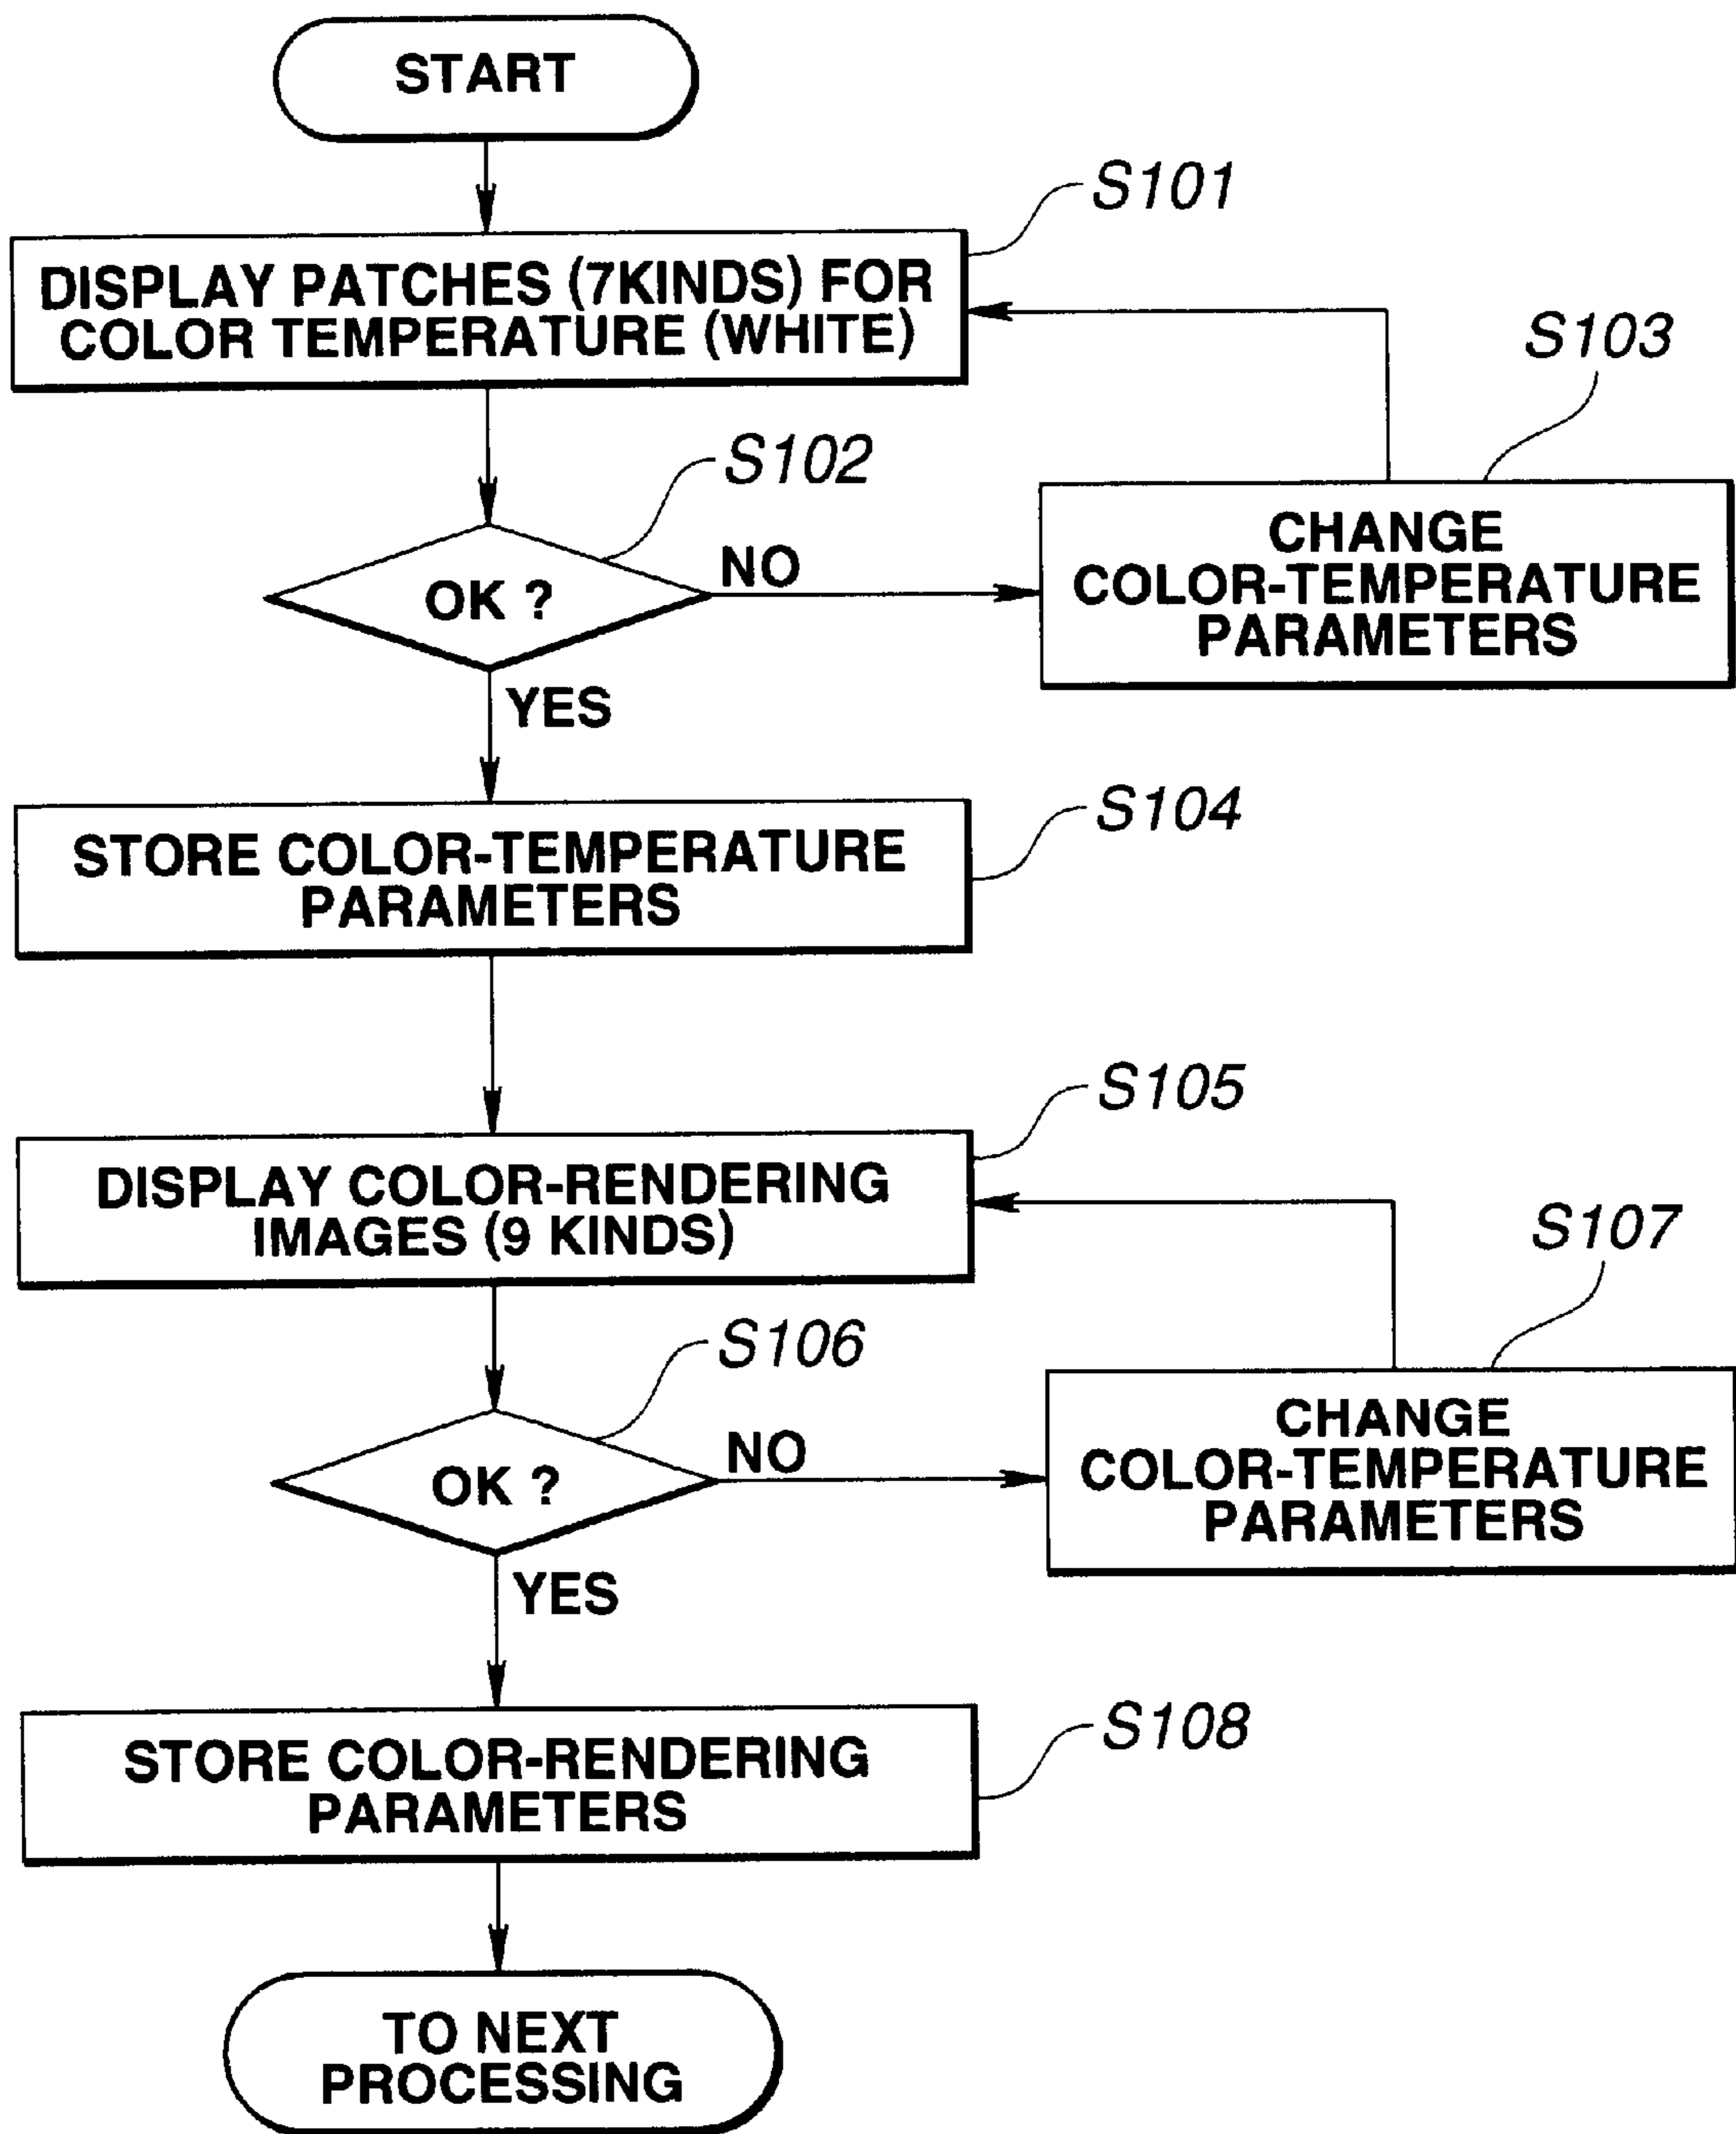 START
S101
DISPLAY PATCHES (7KINDS) FOR
COLOR TEMPERATURE (WHITE)
S103
S102
CHANGE
COLOR-TEMPERATURE
PARAMETERS
NO
OK ?
YES
S104
STORE COLOR-TEMPERATURE
PARAMETERS
S105
DISPLAY COLOR-RENDERING
IMAGES (9 KINDS)
S107
S106
CHANGE
COLOR-TEMPERATURE
PARAMETERS
NO
OK ?
YES
S108
STORE COLOR-RENDERING
PARAMETERS
TO NEXT
PROCESSING